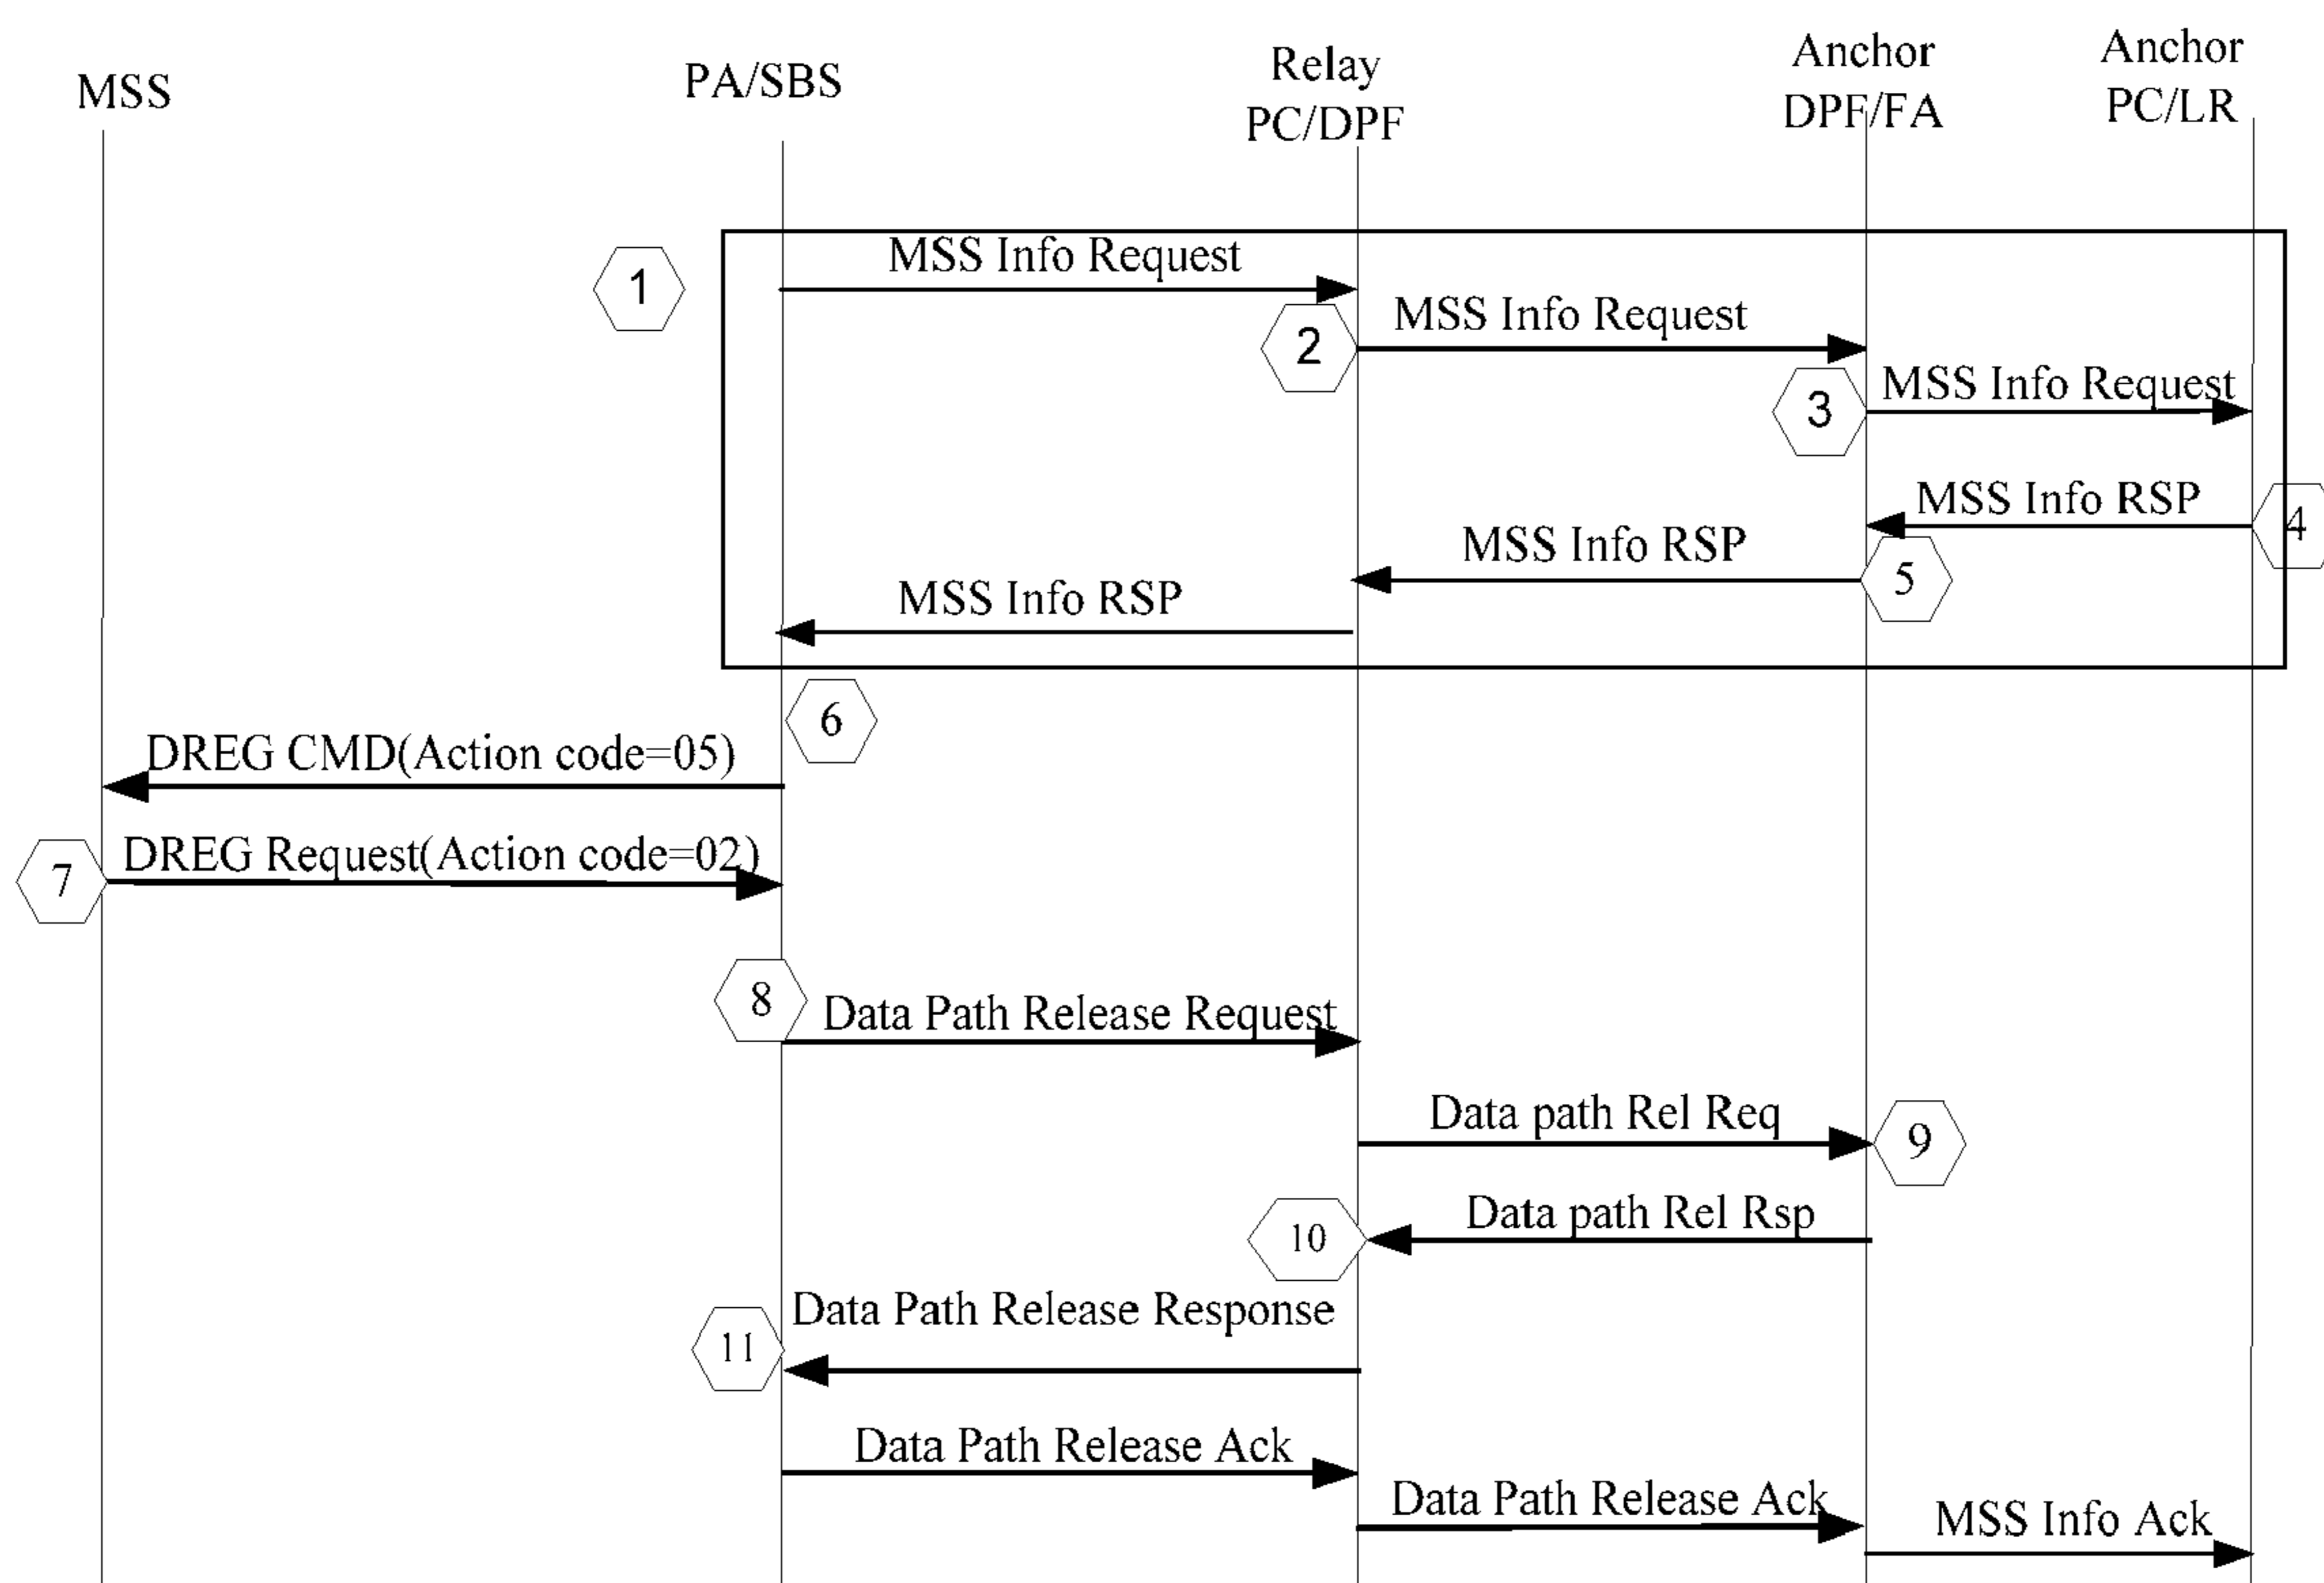 MSS
PA/SBS
Relay
PC/DPF
Anchor
DPF/FA
Anchor
PC/LR
1
MSS Info Request
2
MSS Info Request
3
MSS Info Request
MSS Info RSP
4
MSS Info RSP
5
MSS Info RSP
6
DREG CMD(Action code=05)
7
DREG Request(Action code=02)
8
Data Path Release Request
Data path Rel Req
9
10
Data path Rel Rsp
11
Data Path Release Response
Data Path Release Ack
Data Path Release Ack
MSS Info Ack